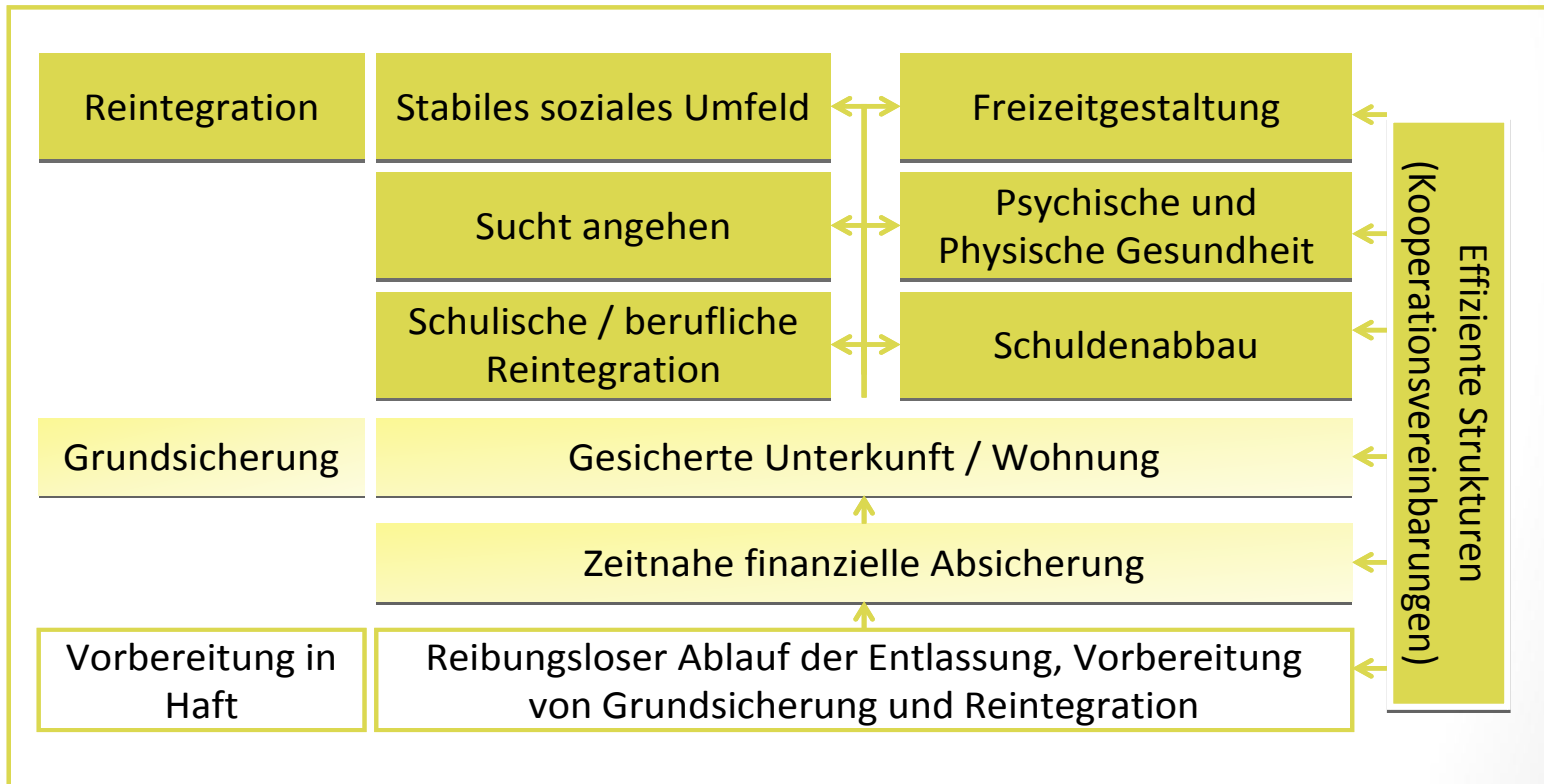 Reintegration
Stabiles soziales Umfeld
Freizeitgestaltung
Sucht angehen
Psychische und
Physische Gesundheit
Schulische / berufliche
Reintegration
Schuldenabbau
Grundsicherung
Gesicherte Unterkunft / Wohnung
Zeitnahe finanzielle Absicherung
Vorbereitung in
Haft
Reibungsloser Ablauf der Entlassung, Vorbereitung
von Grundsicherung und Reintegration
Effiziente Strukturen
(Kooperationsvereinbarungen)